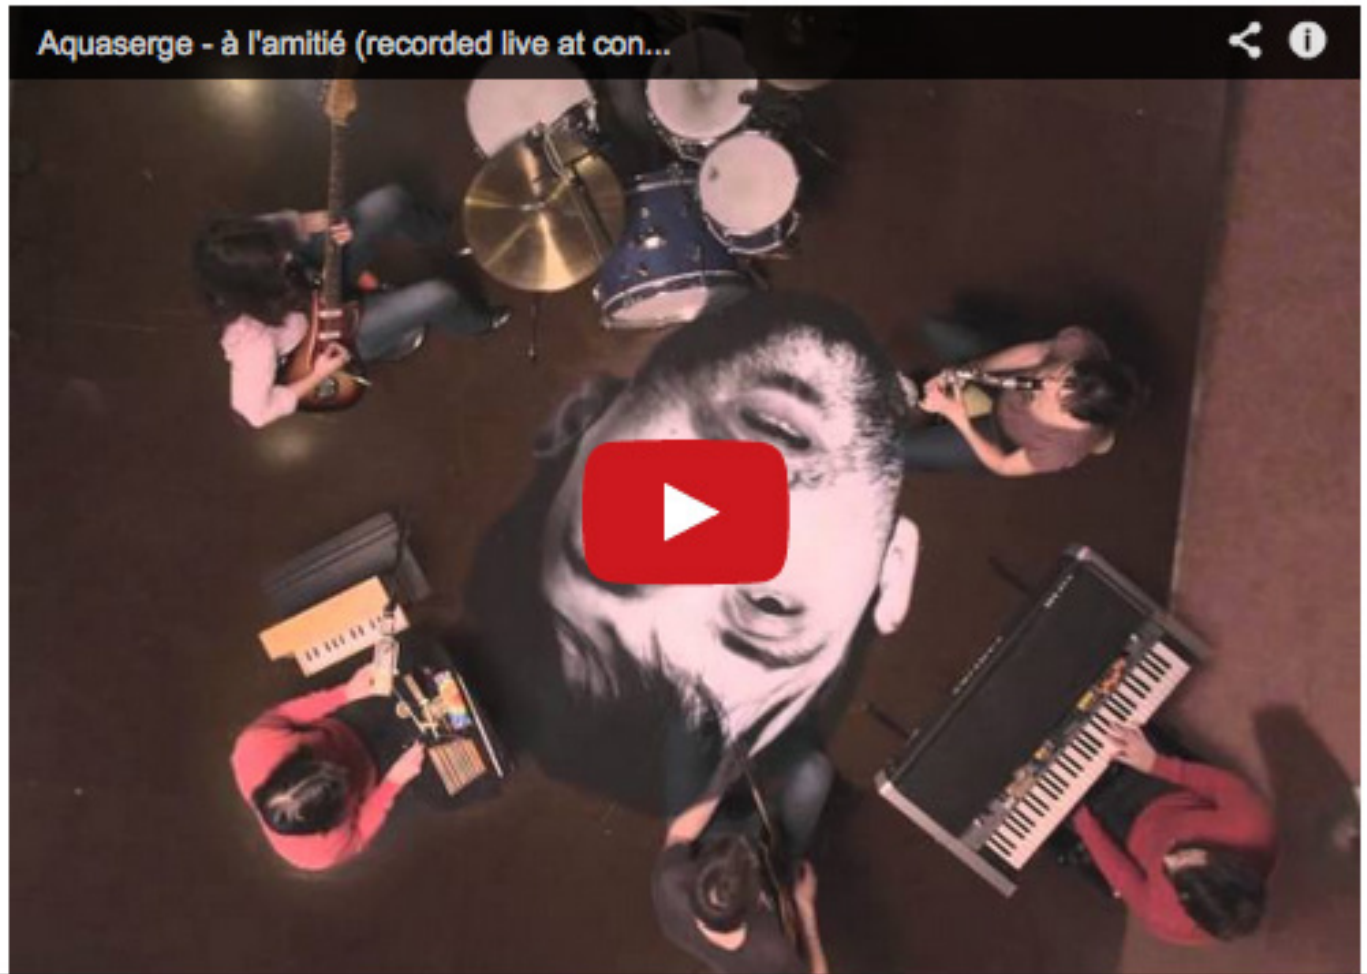 Aquaserge - à l'amitié (recorded live at con...